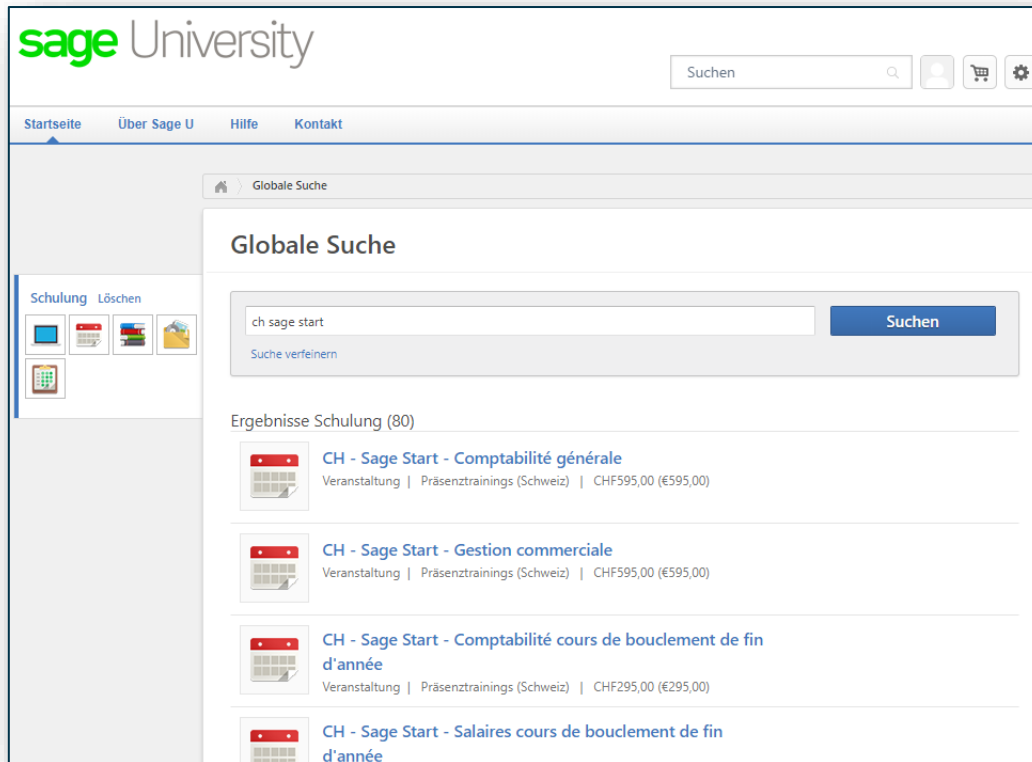 sage University
Suchen
Startseite Über Sage U Hilfe Kontakt
Globale Suche
Globale Suche
Schulung Löschen
ch sage start
Suchen
Suche verfeinern
Ergebnisse Schulung (80)
CH - Sage Start - Comptabilité générale
Veranstaltung | Präsenztrainings (Schweiz) | CHF595,00 (€595,00)
CH - Sage Start - Gestion commerciale
Veranstaltung | Präsenztrainings (Schweiz) | CHF595,00 (€595,00)
CH - Sage Start - Comptabilité cours de bouclement de fin
d'année
Veranstaltung | Präsenztrainings (Schweiz) | CHF295,00 (€295,00)
CH - Sage Start - Salaires cours de bouclement de fin
d'année